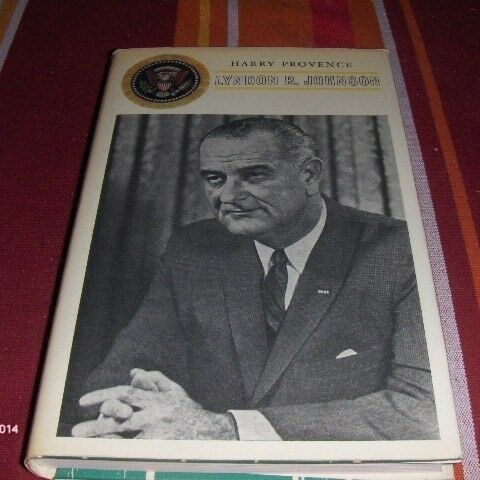 HARRY PROVENCE
LYNDON B. JOHNSON
014